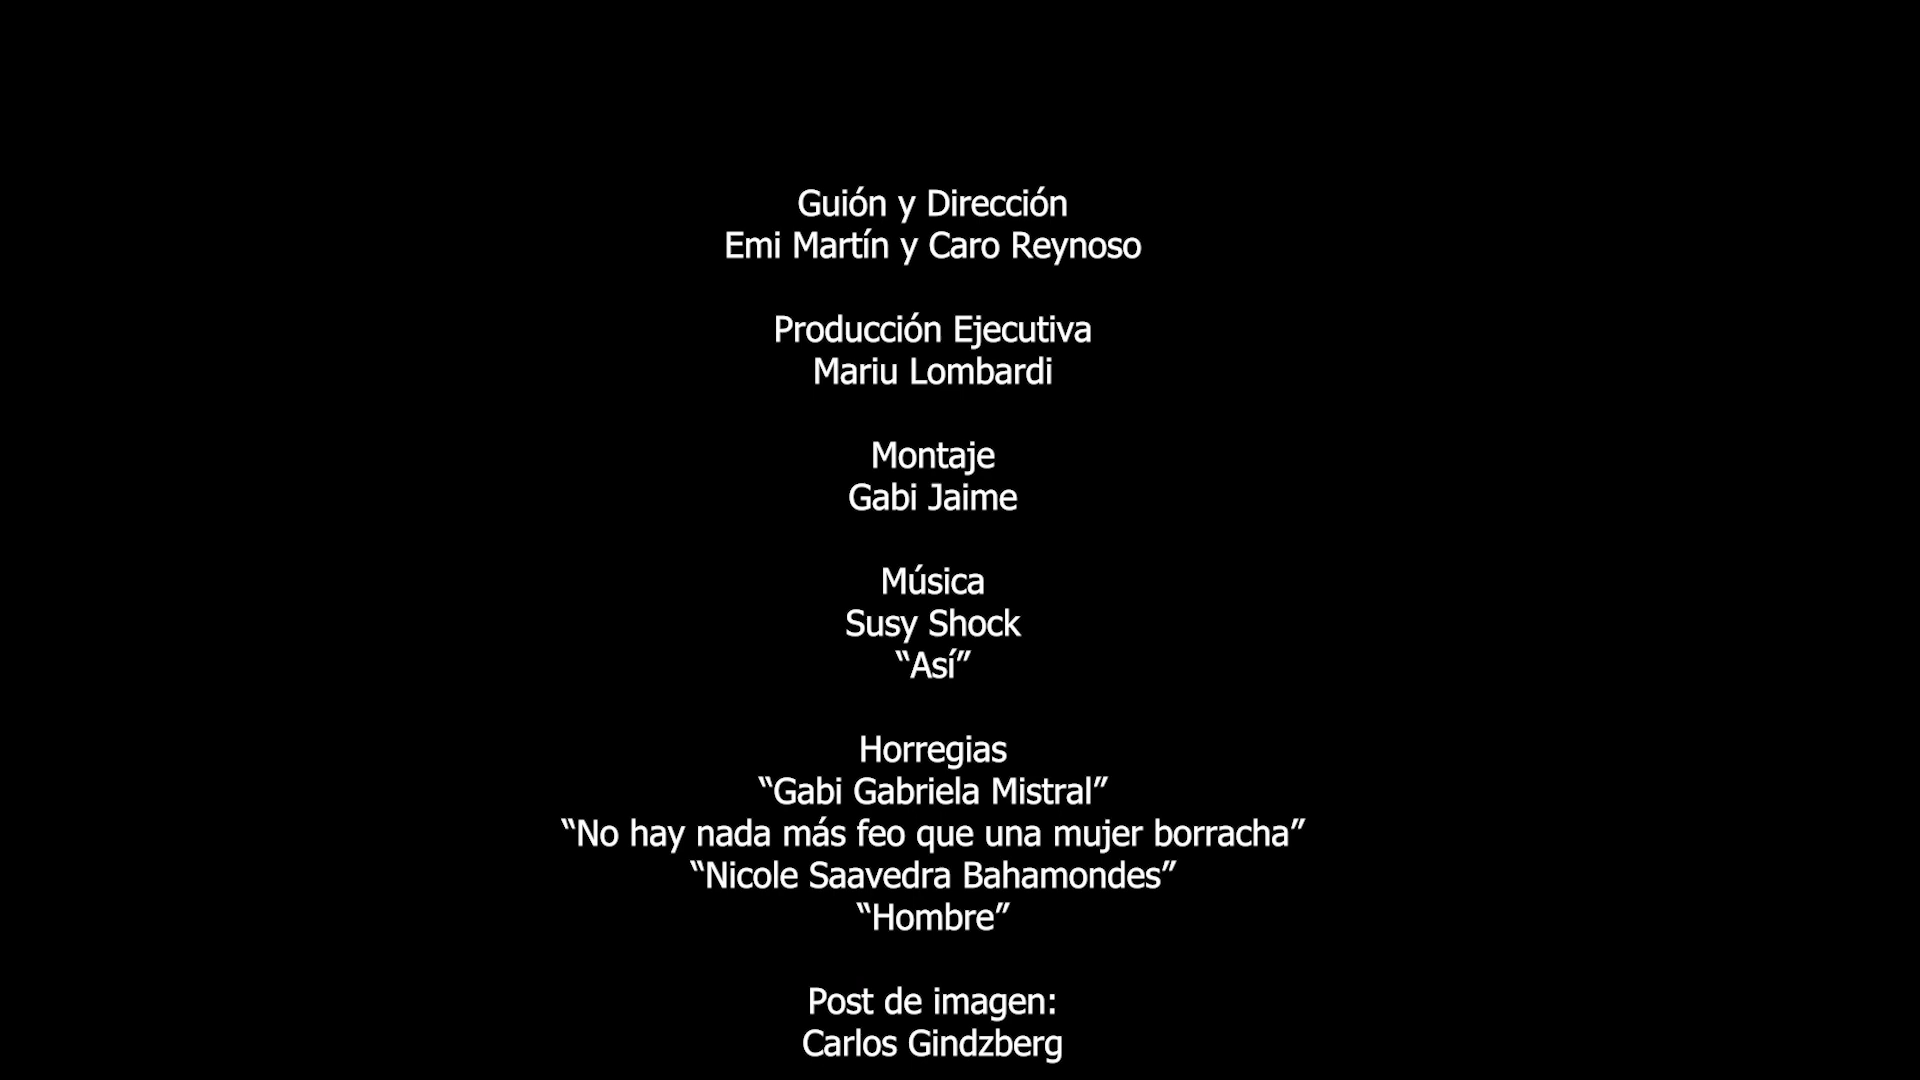 Guión y Dirección
Emi Martín y Caro Reynoso
Producción Ejecutiva
Mariu Lombardi
Montaje
Gabi Jaime
Música
Susy Shock
“Así”
Horregias
“Gabi Gabriela Mistral”
“No hay nada más feo que una mujer borracha”
“Nicole Saavedra Bahamondes”
“Hombre”
Post de imagen:
Carlos Gindzberg